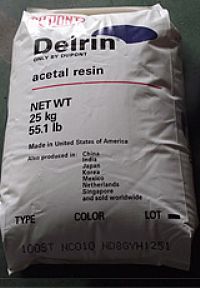 DUPONT
Delrin
ONLY BY DUPONT
acetal resin
NET WT
25 kg
55.1 lb
Made in United States of America
Also produced in: China
India
Japan
Korea
Mexico
Netherlands
Singapore
and sold worldwide
TYPE COLOR LOT
100ST NC010 HD8GYH1251